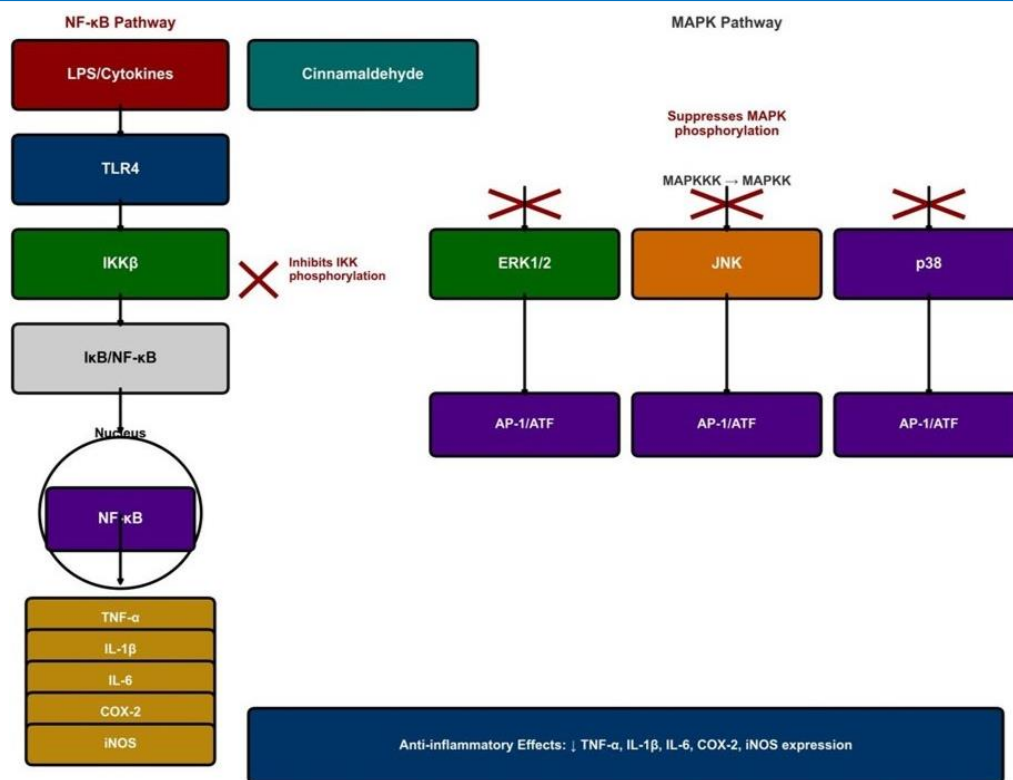 NF-κB Pathway
MAPK Pathway
LPS/Cytokines
Cinnamaldehyde
Suppresses MAPK
phosphorylation
TLR4
MAPKKK → MAPKK
IKKβ
Inhibits IKK
phosphorylation
ERK1/2
JNK
p38
IκB/NF-κB
AP-1/ATF
AP-1/ATF
AP-1/ATF
Nucleus
NF-κB
TNF-α
IL-1β
IL-6
COX-2
iNOS
Anti-inflammatory Effects: ↓ TNF-α, IL-1β, IL-6, COX-2, iNOS expression